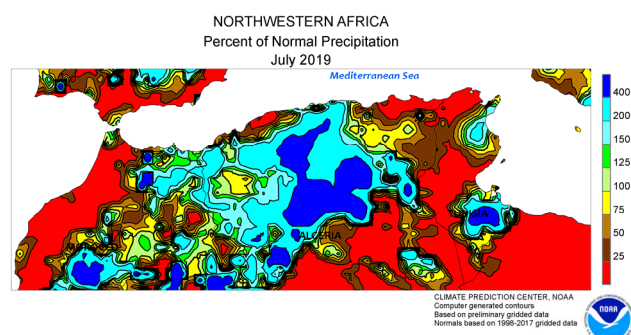 NORTHWESTERN AFRICA
Percent of Normal Precipitation
July 2019
Mediterranean Sea
400
200
150
125
100
75
50
25
TUNISIA
ALGERIA
CLIMATE PREDICTION CENTER, NOAA
Computer generated contours
Based on preliminary gridded data
Normals based on 1998-2017 gridded data
NOAA